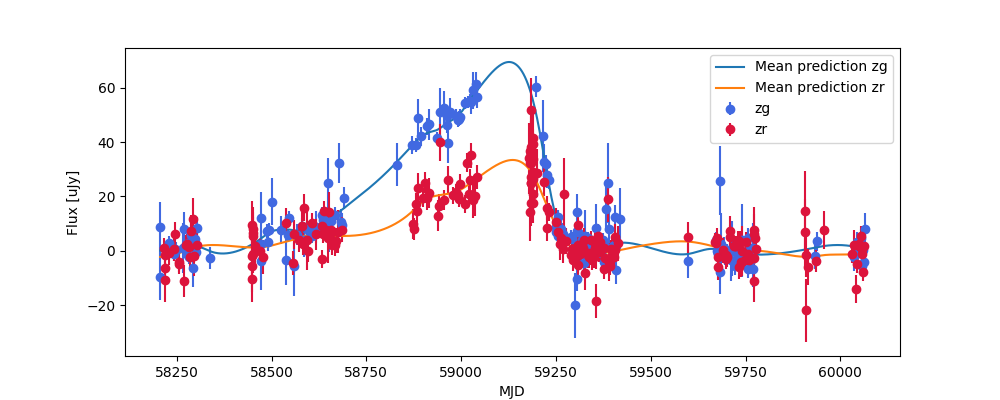 Mean prediction zg
Mean prediction zr
zg
zr
Flux [uJy]
60
40
20
0
−20
58250 58500 58750 59000 59250 59500 59750 60000
MJD